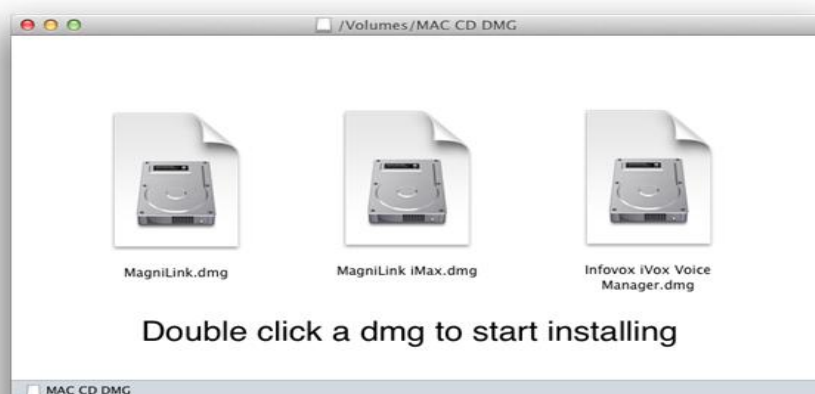 /Volumes/MAC CD DMG
MagniLink.dmg
MagniLink iMax.dmg
Infovox iVox Voice
Manager.dmg
Double click a dmg to start installing
MAC CD DMG